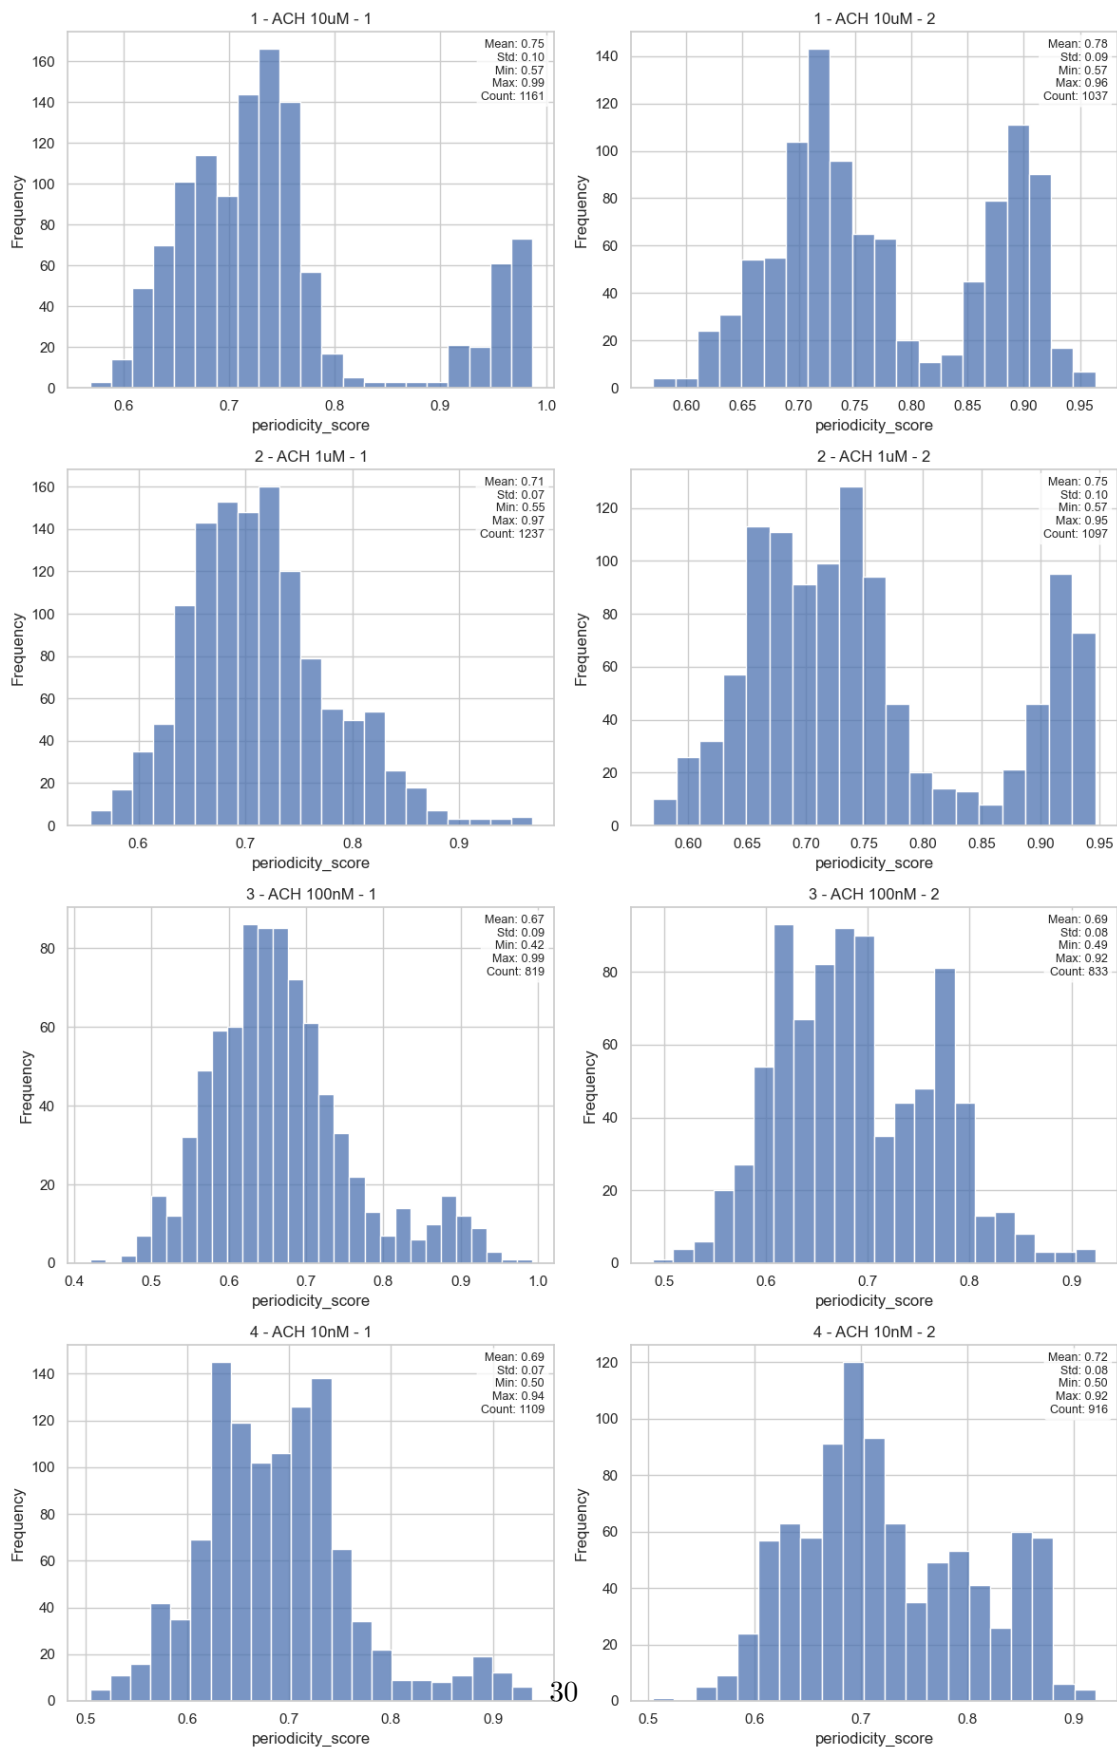 1 - ACH 10uM - 1
Mean: 0.75
Std: 0.10
Min: 0.57
Max: 0.99
Count: 1161
160
140
120
100
80
60
40
20
0
Frequency
0.6 0.7 0.8 0.9 1.0
periodicity_score
1 - ACH 10uM - 2
Mean: 0.78
Std: 0.09
Min: 0.57
Max: 0.96
Count: 1037
140
120
100
80
60
40
20
0
Frequency
0.60 0.65 0.70 0.75 0.80 0.85 0.90 0.95
periodicity_score
2 - ACH 1uM - 1
Mean: 0.71
Std: 0.07
Min: 0.55
Max: 0.97
Count: 1237
160
140
120
100
80
60
40
20
0
Frequency
0.6 0.7 0.8 0.9
periodicity_score
2 - ACH 1uM - 2
Mean: 0.75
Std: 0.10
Min: 0.57
Max: 0.95
Count: 1097
120
100
80
60
40
20
0
Frequency
0.60 0.65 0.70 0.75 0.80 0.85 0.90 0.95
periodicity_score
3 - ACH 100nM - 1
Mean: 0.67
Std: 0.09
Min: 0.42
Max: 0.99
Count: 819
80
60
40
20
0
Frequency
0.4 0.5 0.6 0.7 0.8 0.9 1.0
periodicity_score
3 - ACH 100nM - 2
Mean: 0.69
Std: 0.08
Min: 0.49
Max: 0.92
Count: 833
80
60
40
20
0
Frequency
0.5 0.6 0.7 0.8 0.9
periodicity_score
4 - ACH 10nM - 1
Mean: 0.69
Std: 0.07
Min: 0.50
Max: 0.94
Count: 1109
140
120
100
80
60
40
20
0
Frequency
0.5 0.6 0.7 0.8 0.9
periodicity_score
4 - ACH 10nM - 2
Mean: 0.72
Std: 0.08
Min: 0.50
Max: 0.92
Count: 916
120
100
80
60
40
20
0
Frequency
0.5 0.6 0.7 0.8 0.9
periodicity_score
30